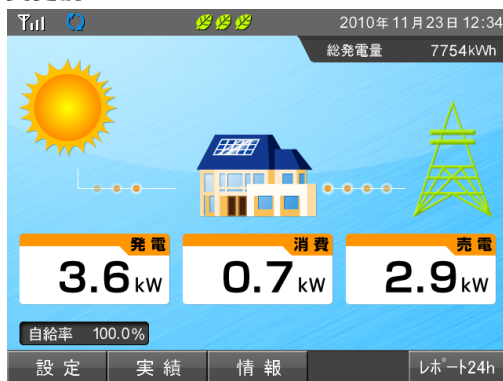 2010年11月23日 12:34
総発電量 7754kWh
発電
3.6kW
消費
0.7kW
売電
2.9kW
自給率 100.0%
設定 実績 情報 レポート24h